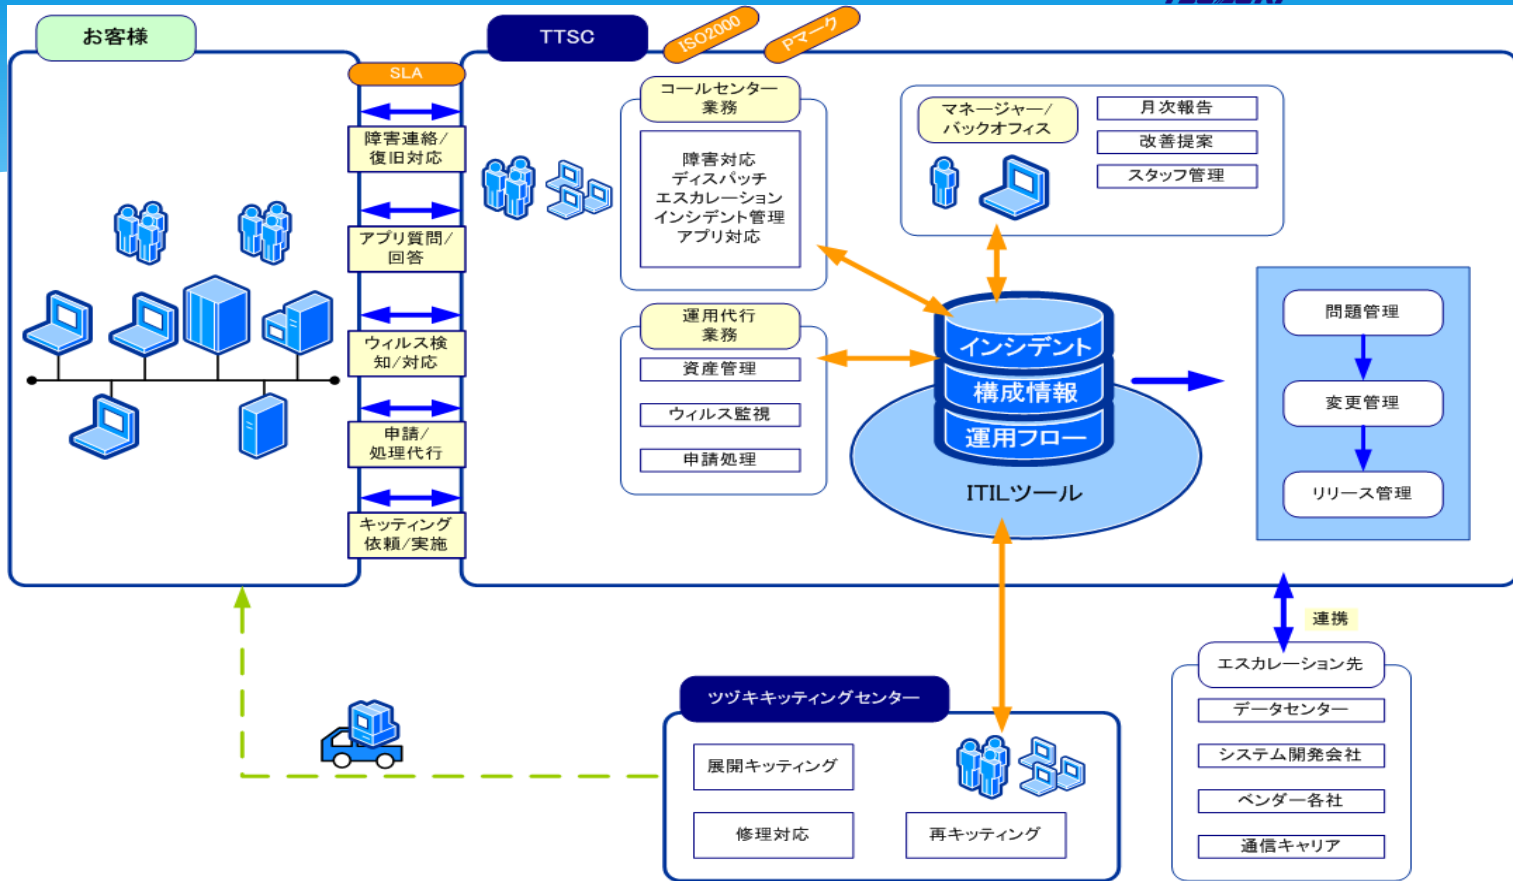 お客様
TTSC
ISO2000
Pマーク
SLA
障害連絡/
復旧対応
アプリ質問/
回答
ウィルス検
知/対応
申請/
処理代行
キッティング
依頼/実施
コールセンター
業務
障害対応
ディスパッチ
エスカレーション
インシデント管理
アプリ対応
運用代行
業務
資産管理
ウィルス監視
申請処理
マネージャー/
バックオフィス
月次報告
改善提案
スタッフ管理
インシデント
構成情報
運用フロー
ITILツール
問題管理
変更管理
リリース管理
連携
エスカレーション先
データセンター
システム開発会社
ベンダー各社
通信キャリア
ツヅキキッティングセンター
展開キッティング
修理対応
再キッティング